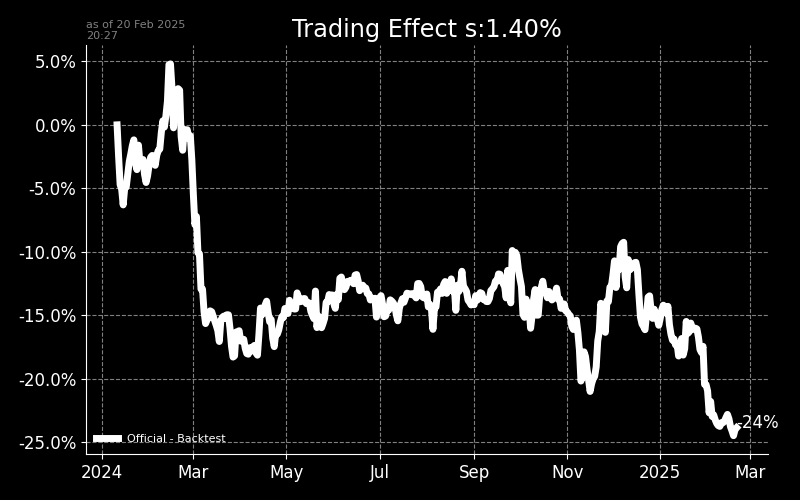 as of 20 Feb 2025
20:27
Trading Effect s:1.40%
5.0%
0.0%
-5.0%
-10.0%
-15.0%
-20.0%
-25.0%
-24%
Official - Backtest
2024
Mar
May
Jul
Sep
Nov
2025
Mar